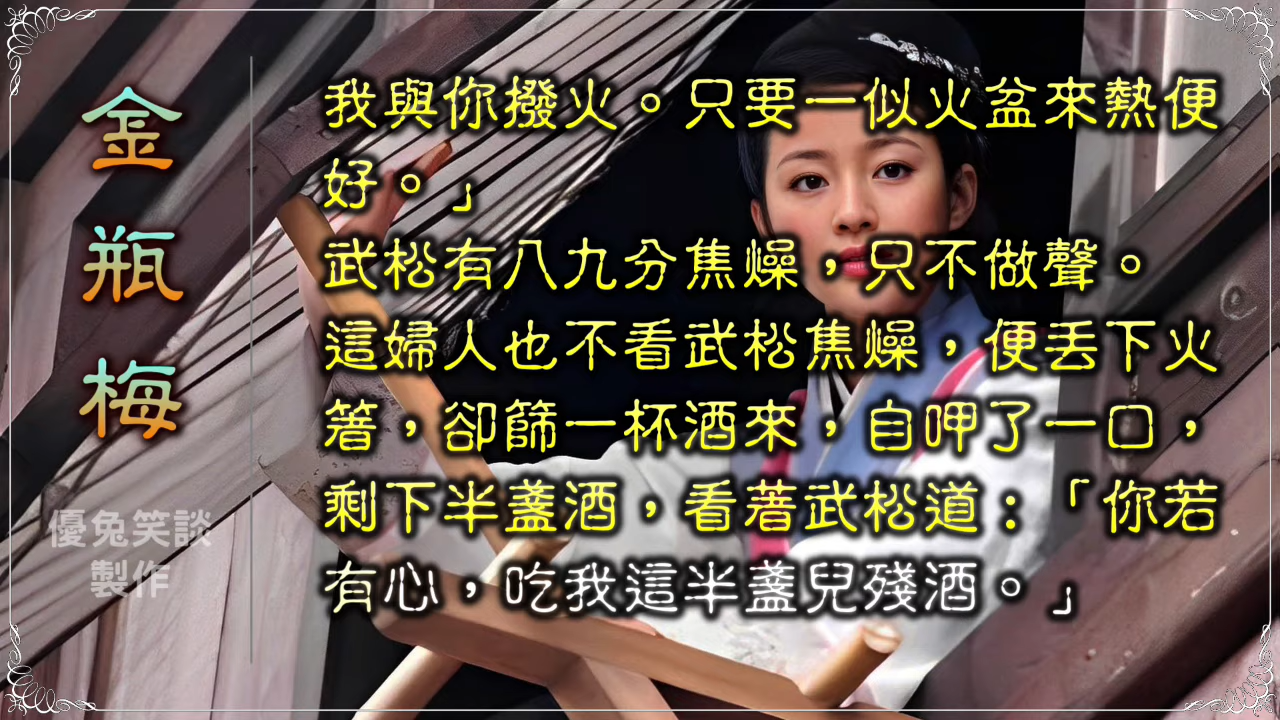 金瓶梅
我與你撥火。只要一似火盆來熱便
好。」
武松有八九分焦燥，只不做聲。
這婦人也不看武松焦燥，便丟下火
箸，卻篩一杯酒來，自呷了一口，
剩下半盞酒，看著武松道：「你若
有心，吃我這半盞兒殘酒。」
優兔笑談
製作